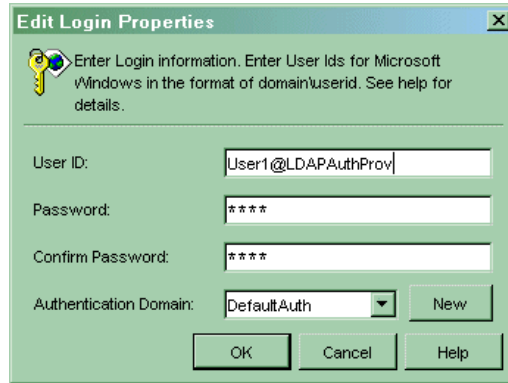 Edit Login Properties
Enter Login information. Enter User Ids for Microsoft
Windows in the format of domain\userid. See help for
details.
User ID: User1@LDAPAuthProv
Password: ****
Confirm Password: ****
Authentication Domain: DefaultAuth New
OK Cancel Help